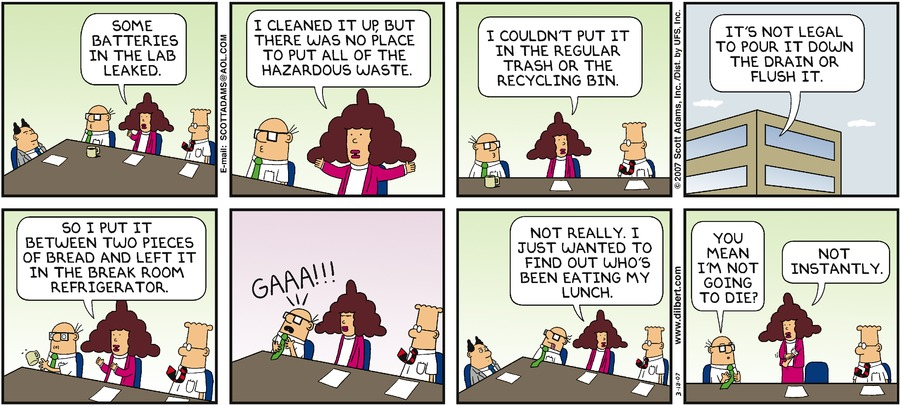 SOME
BATTERIES
IN THE LAB
LEAKED.
I CLEANED IT UP, BUT
THERE WAS NO PLACE
TO PUT ALL OF THE
HAZARDOUS WASTE.
E-mail: SCOTTADAMS@AOL.COM
I COULDN'T PUT IT
IN THE REGULAR
TRASH OR THE
RECYCLING BIN.
IT'S NOT LEGAL
TO POUR IT DOWN
THE DRAIN OR
FLUSH IT.
© 2007 Scott Adams, Inc./Dist. by UFS, Inc.
SO I PUT IT
BETWEEN TWO PIECES
OF BREAD AND LEFT IT
IN THE BREAK ROOM
REFRIGERATOR.
GAAA!!!
NOT REALLY. I
JUST WANTED TO
FIND OUT WHO'S
BEEN EATING MY
LUNCH.
YOU
MEAN
I'M NOT
GOING
TO DIE?
NOT
INSTANTLY.
www.dilbert.com